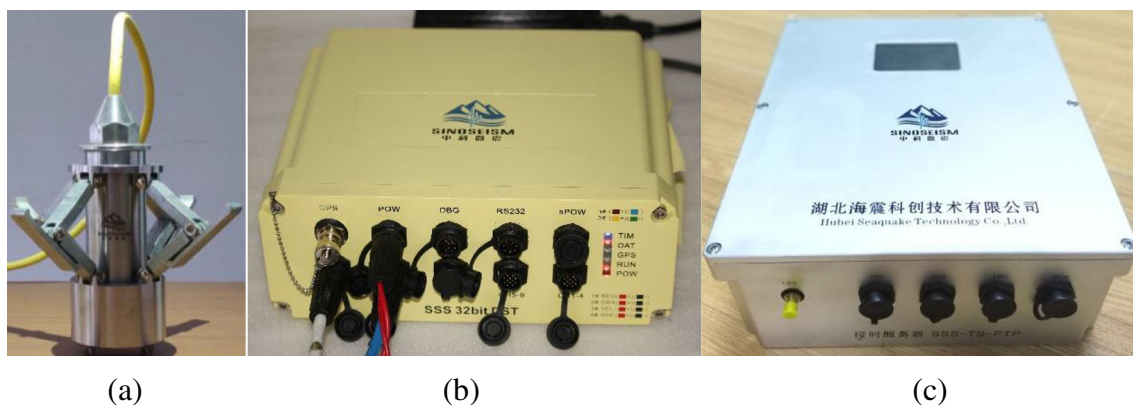 SINOSEISM
中科微震
GPS
POW
DBG
RS232
sPOW
TIM
DAT
GPS
RUN
POW
SSS 32bit DST
SINOSEISM
中科微震
湖北海震科创技术有限公司
Hubei Seaquake Technology Co.,Ltd.
GPS
授时服务器 SSS-TS-PTP
(a)
(b)
(c)